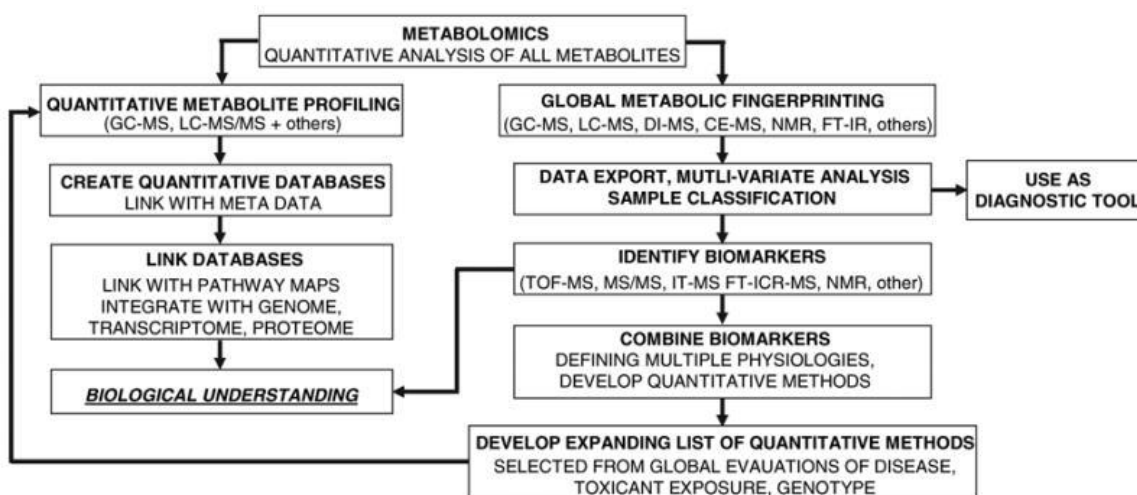 METABOLOMICS
QUANTITATIVE ANALYSIS OF ALL METABOLITES
QUANTITATIVE METABOLITE PROFILING
(GC-MS, LC-MS/MS + others)
CREATE QUANTITATIVE DATABASES
LINK WITH META DATA
LINK DATABASES
LINK WITH PATHWAY MAPS
INTEGRATE WITH GENOME,
TRANSCRIPTOME, PROTEOME
BIOLOGICAL UNDERSTANDING
GLOBAL METABOLIC FINGERPRINTING
(GC-MS, LC-MS, DI-MS, CE-MS, NMR, FT-IR, others)
DATA EXPORT, MUTLI-VARIATE ANALYSIS
SAMPLE CLASSIFICATION
USE AS
DIAGNOSTIC TOOL
IDENTIFY BIOMARKERS
(TOF-MS, MS/MS, IT-MS FT-ICR-MS, NMR, other)
COMBINE BIOMARKERS
DEFINING MULTIPLE PHYSIOLOGIES,
DEVELOP QUANTITATIVE METHODS
DEVELOP EXPANDING LIST OF QUANTITATIVE METHODS
SELECTED FROM GLOBAL EVAUATIONS OF DISEASE,
TOXICANT EXPOSURE, GENOTYPE